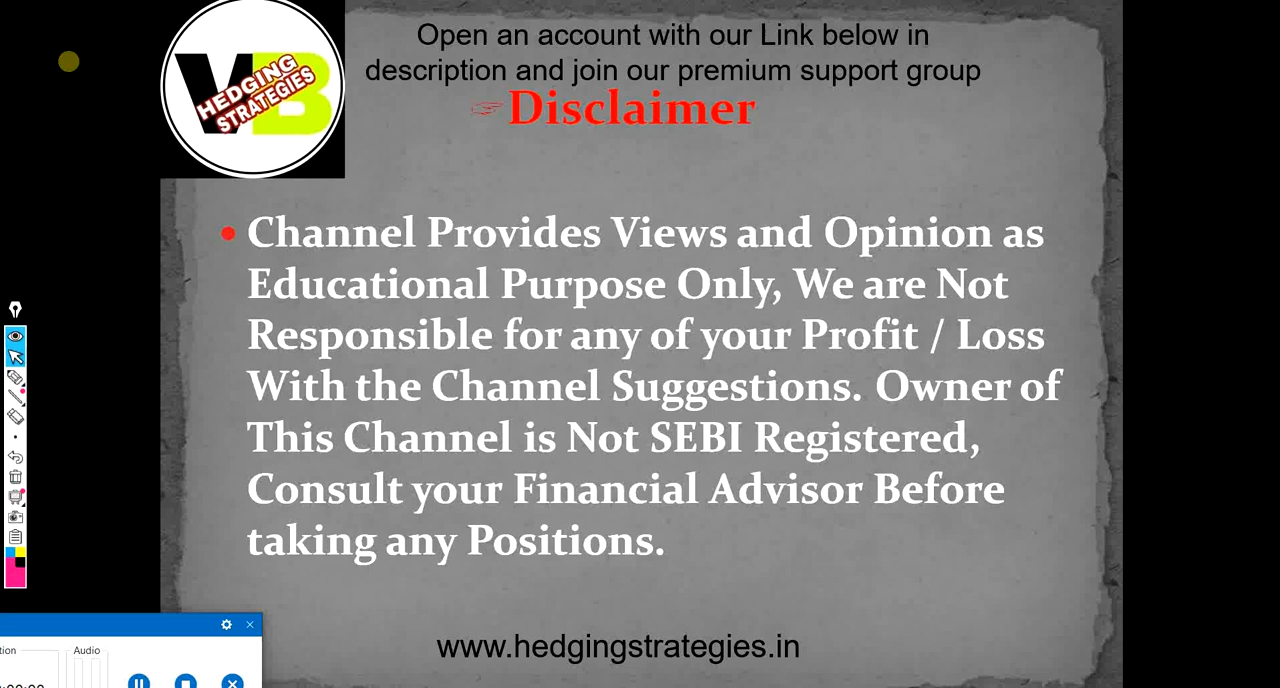 Open an account with our Link below in
description and join our premium support group
☞Disclaimer
VB
HEDGING
STRATEGIES
• Channel Provides Views and Opinion as
Educational Purpose Only, We are Not
Responsible for any of your Profit / Loss
With the Channel Suggestions. Owner of
This Channel is Not SEBI Registered,
Consult your Financial Advisor Before
taking any Positions.
www.hedgingstrategies.in
Audio